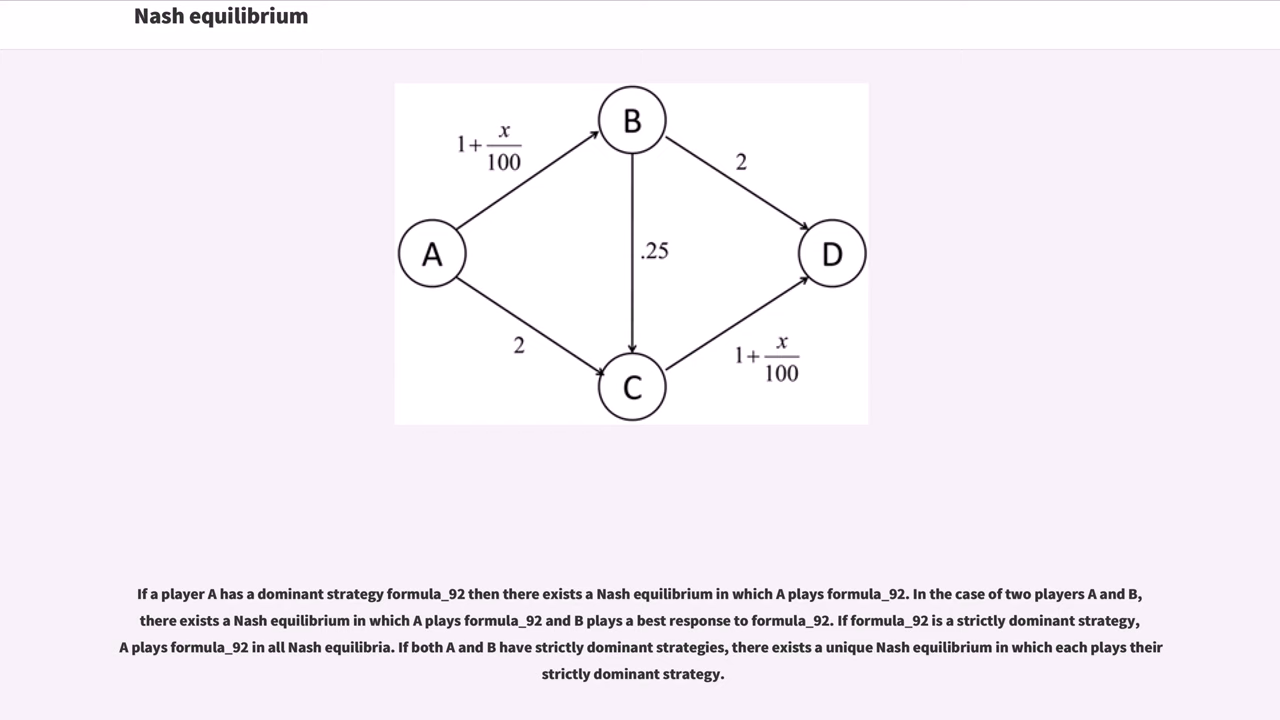 Nash equilibrium
B
1+ x/100
2
A
.25
D
2
1+ x/100
C
If a player A has a dominant strategy formula_92 then there exists a Nash equilibrium in which A plays formula_92. In the case of two players A and B,
there exists a Nash equilibrium in which A plays formula_92 and B plays a best response to formula_92. If formula_92 is a strictly dominant strategy,
A plays formula_92 in all Nash equilibria. If both A and B have strictly dominant strategies, there exists a unique Nash equilibrium in which each plays their
strictly dominant strategy.